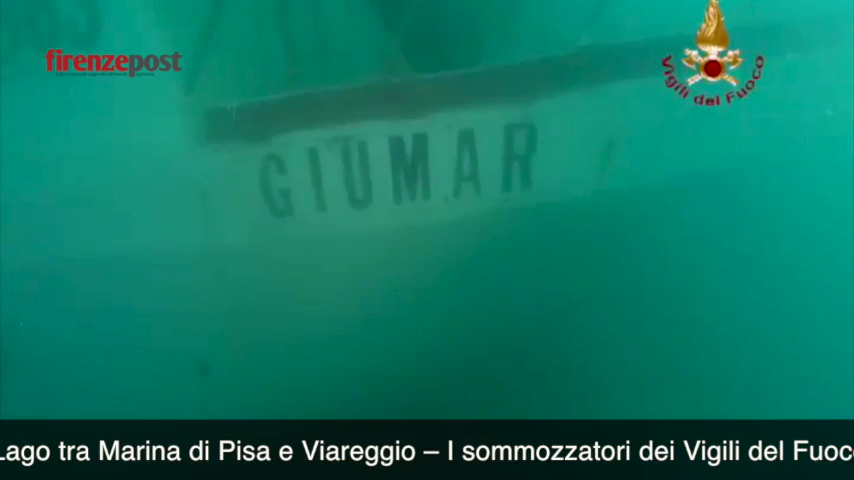 firenzepost
Vigili del Fuoco
GIUMAR
Lago tra Marina di Pisa e Viareggio – I sommozzatori dei Vigili del Fuoco